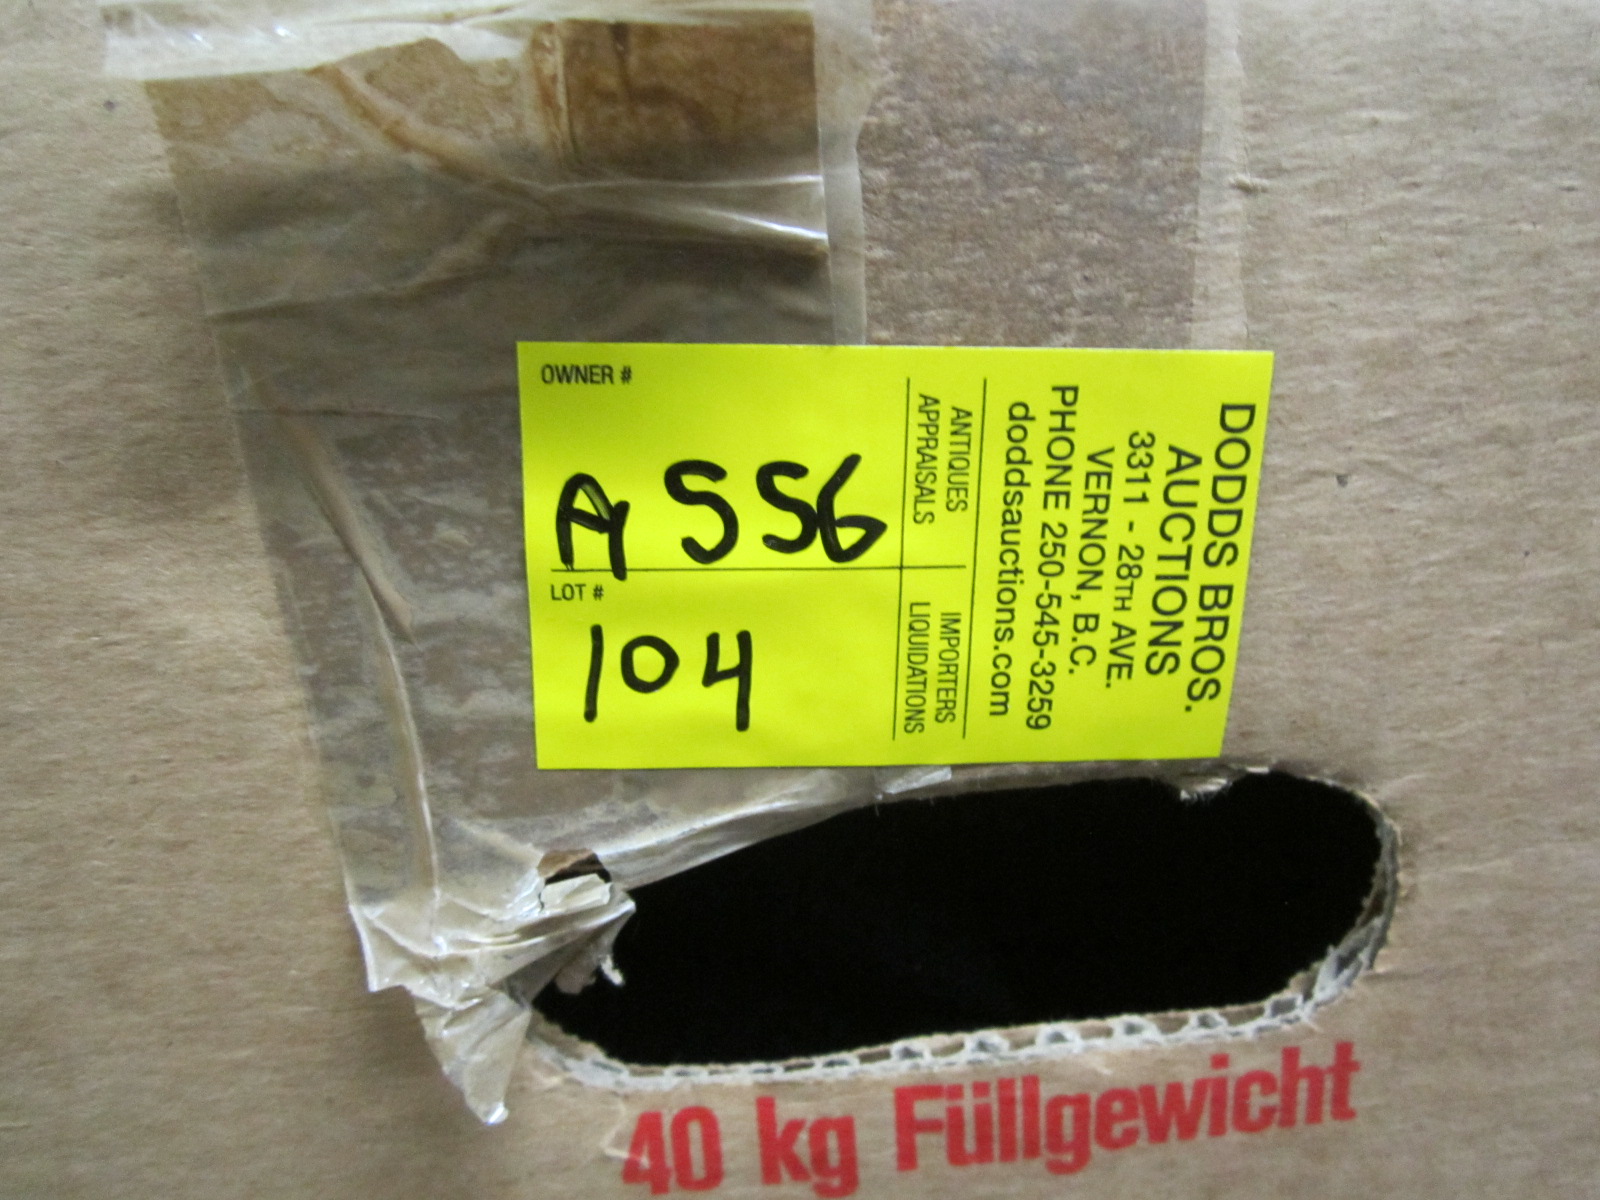 DODDS BROS.
AUCTIONS
3311 - 28TH AVE.
VERNON, B.C.
PHONE 250-545-3259
doddsauctions.com
ANTIQUES
APPRAISALS
IMPORTERS
LIQUIDATIONS
OWNER #
A 556
LOT #
104
40 kg Füllgewicht